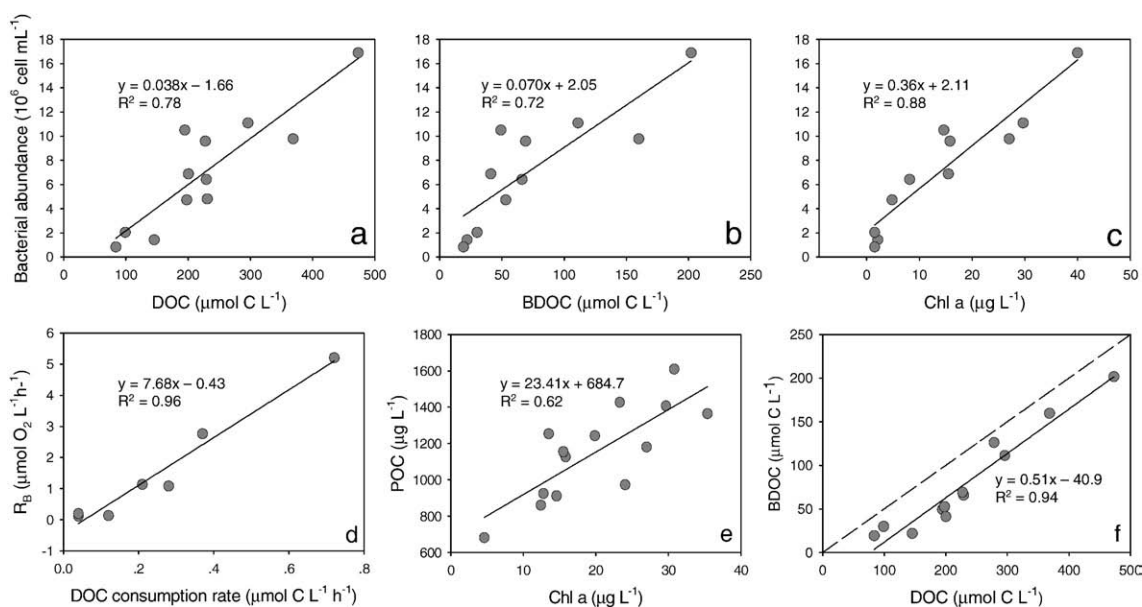 Bacterial abundance (10⁶ cell mL⁻¹)
18
16
14
12
10
8
6
4
2
0
y = 0.038x − 1.66
R² = 0.78
a
0 100 200 300 400 500
DOC (μmol C L⁻¹)
18
16
14
12
10
8
6
4
2
0
y = 0.070x + 2.05
R² = 0.72
b
0 50 100 150 200 250
BDOC (μmol C L⁻¹)
18
16
14
12
10
8
6
4
2
0
y = 0.36x + 2.11
R² = 0.88
c
0 10 20 30 40 50
Chl a (μg L⁻¹)
R_B (μmol O₂ L⁻¹h-¹)
6
5
4
3
2
1
0
-1
y = 7.68x − 0.43
R² = 0.96
d
0.0 .2 .4 .6 .8
DOC consumption rate (μmol C L⁻¹ h⁻¹)
POC (μg L⁻¹)
1800
1600
1400
1200
1000
800
600
y = 23.41x + 684.7
R² = 0.62
e
0 10 20 30 40
Chl a (μg L⁻¹)
BDOC (μmol C L⁻¹)
250
200
150
100
50
0
y = 0.51x − 40.9
R² = 0.94
f
0 100 200 300 400 500
DOC (μmol C L⁻¹)